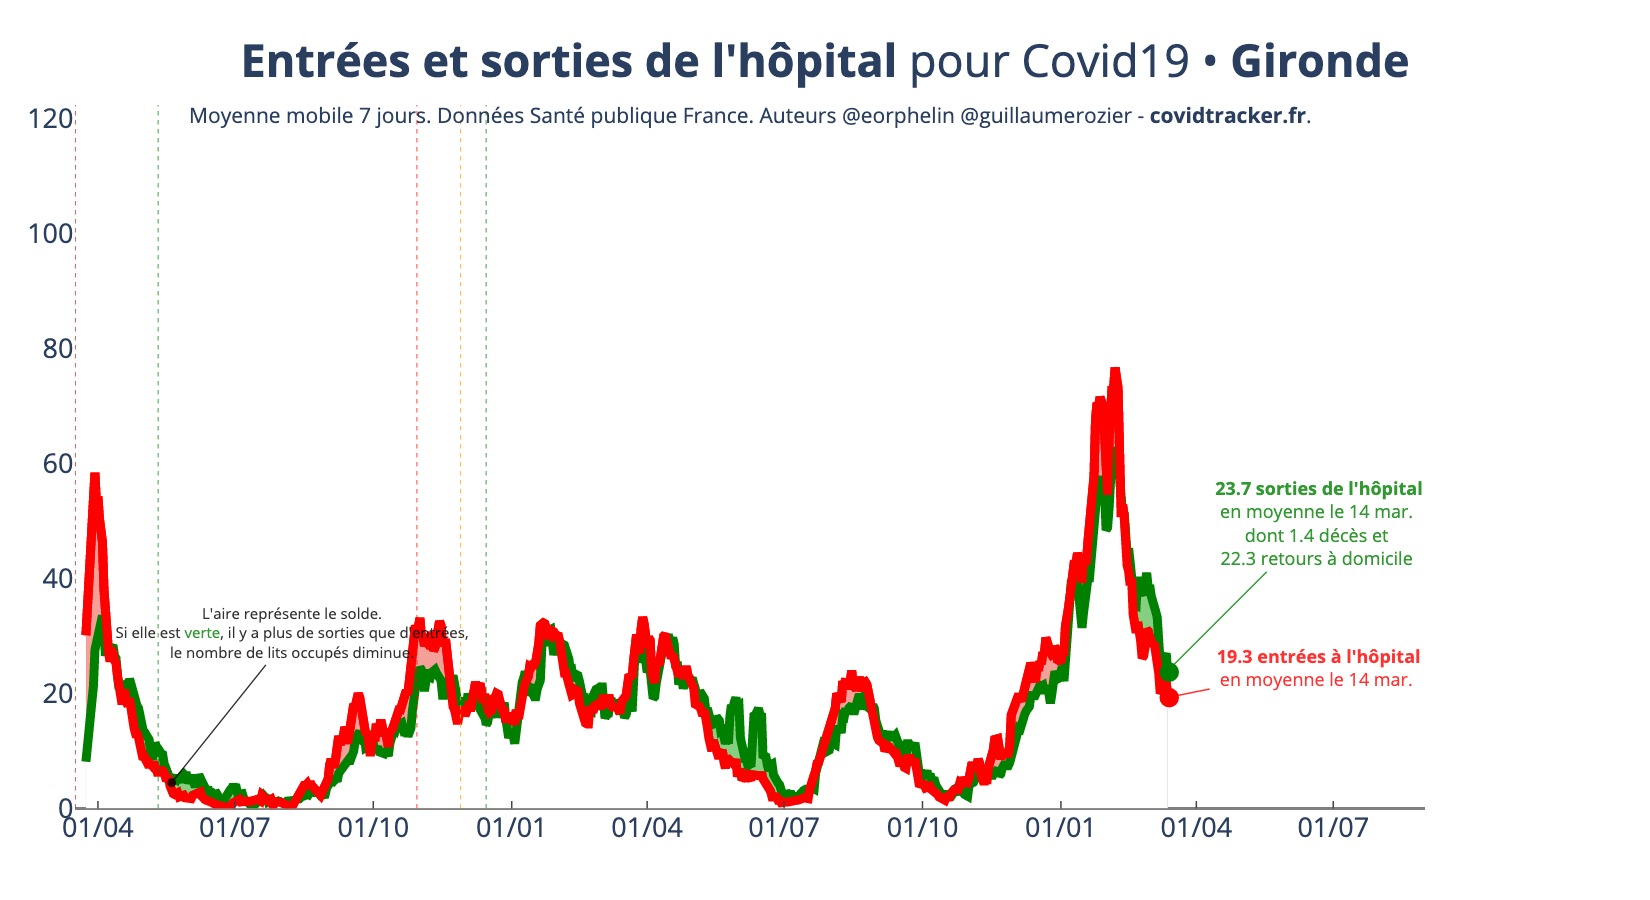 Entrées et sorties de l'hôpital pour Covid19 • Gironde
Moyenne mobile 7 jours. Données Santé publique France. Auteurs @eorphelin @guillaumerozier - covidtracker.fr.
120
100
80
60
40
20
0
L'aire représente le solde.
Si elle est verte, il y a plus de sorties que d'entrées,
le nombre de lits occupés diminue.
23.7 sorties de l'hôpital
en moyenne le 14 mar.
dont 1.4 décès et
22.3 retours à domicile
19.3 entrées à l'hôpital
en moyenne le 14 mar.
01/04 01/07 01/10 01/01 01/04 01/07 01/10 01/01 01/04 01/07